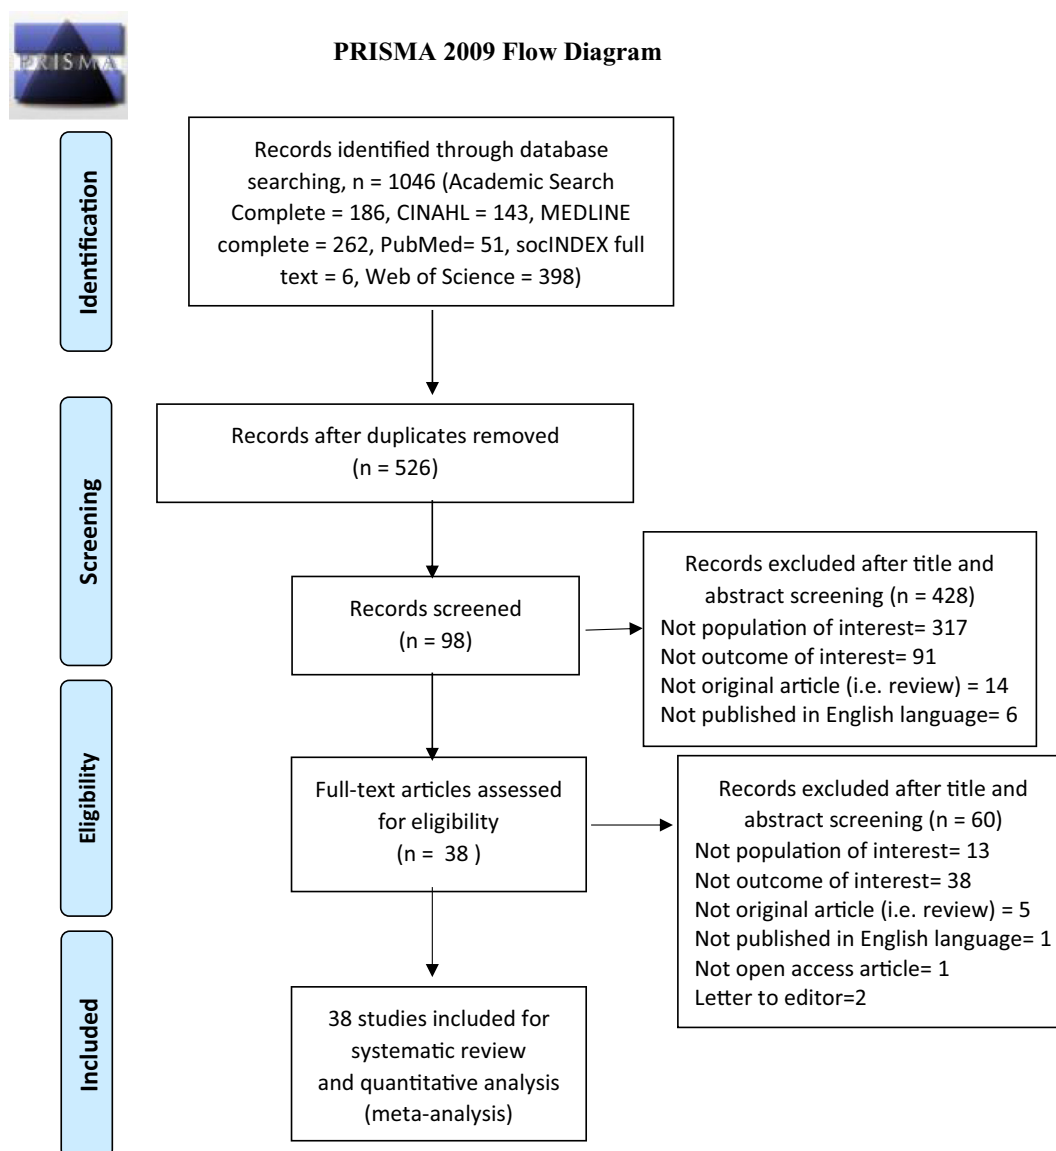 PRISMA
PRISMA 2009 Flow Diagram
Identification
Records identified through database
searching, n = 1046 (Academic Search
Complete = 186, CINAHL = 143, MEDLINE
complete = 262, PubMed= 51, socINDEX full
text = 6, Web of Science = 398)
Screening
Records after duplicates removed
(n = 526)
Records screened
(n = 98)
Records excluded after title and
abstract screening (n = 428)
Not population of interest= 317
Not outcome of interest= 91
Not original article (i.e. review) = 14
Not published in English language= 6
Eligibility
Full-text articles assessed
for eligibility
(n = 38 )
Records excluded after title and
abstract screening (n = 60)
Not population of interest= 13
Not outcome of interest= 38
Not original article (i.e. review) = 5
Not published in English language= 1
Not open access article= 1
Letter to editor=2
Included
38 studies included for
systematic review
and quantitative analysis
(meta-analysis)